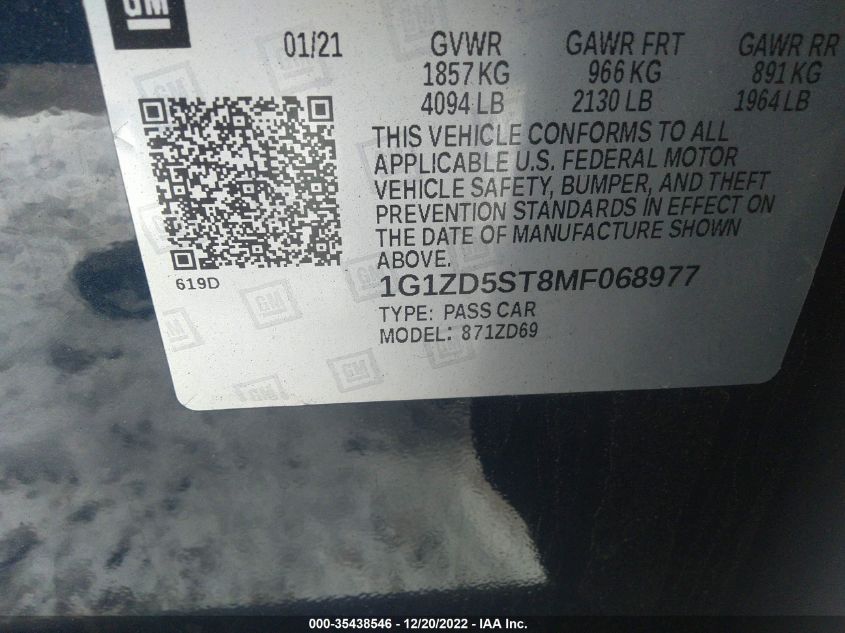 GM
01/21 GVWR GAWR FRT GAWR RR
1857 KG 966 KG 891 KG
4094 LB 2130 LB 1964 LB
THIS VEHICLE CONFORMS TO ALL
APPLICABLE U.S. FEDERAL MOTOR
VEHICLE SAFETY, BUMPER, AND THEFT
PREVENTION STANDARDS IN EFFECT ON
THE DATE OF MANUFACTURE SHOWN
ABOVE.
619D
1G1ZD5ST8MF068977
TYPE: PASS CAR
MODEL: 871ZD69
000-35438546 - 12/20/2022 - IAA Inc.